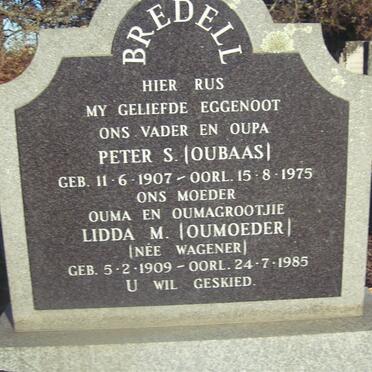 BREDELL
HIER RUS
MY GELIEFDE EGGENOOT
ONS VADER EN OUPA
PETER S. (OUBAAS)
GEB. 11-6-1907 - OORL. 15-8-1975
ONS MOEDER
OUMA EN OUMAGROOTJIE
LIDDA M. (OUMOEDER)
(NÉE WAGENER)
GEB. 5-2-1909 - OORL. 24-7-1985
U WIL GESKIED.